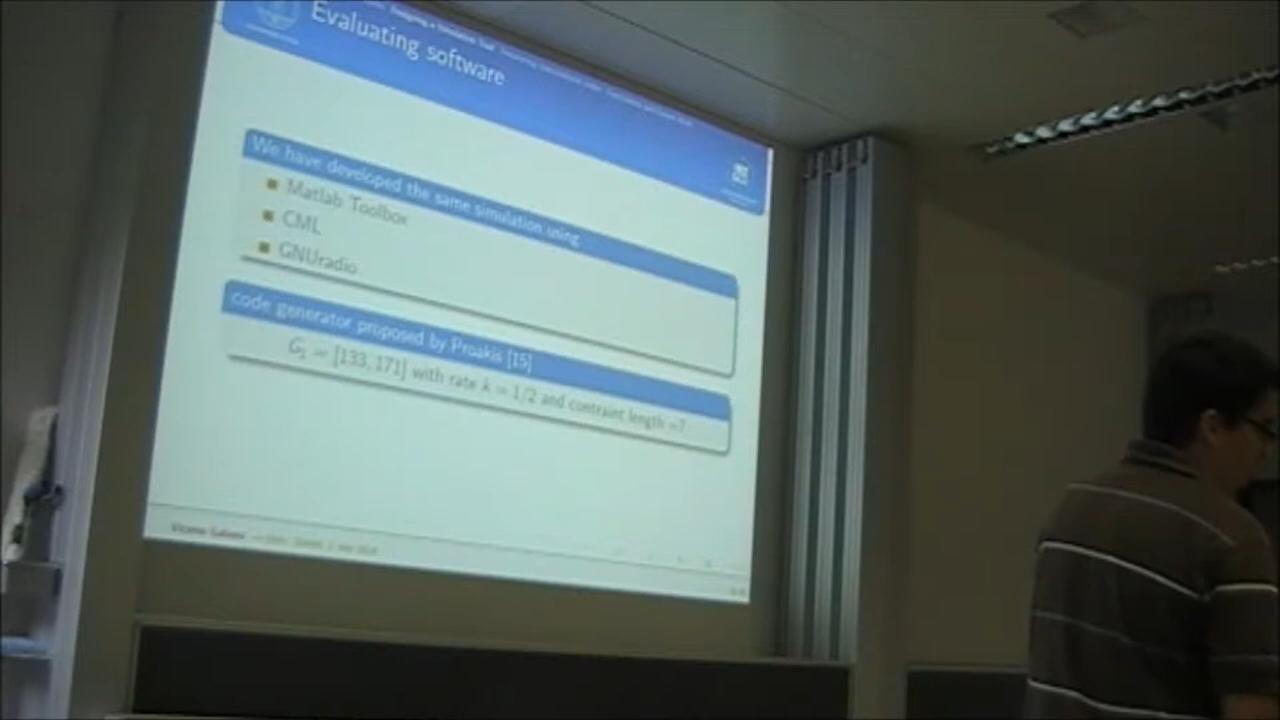 Evaluating software
We have developed the same simulation using
Matlab Toolbox
CML
GNUradio
code generator proposed by Proakis [15]
G₁ = [133, 171] with rate k = 1/2 and contraint length =7